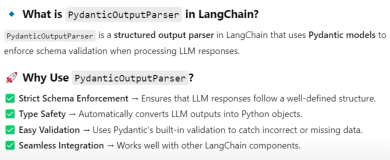 🔹 What is PydanticOutputParser in LangChain?
PydanticOutputParser is a structured output parser in LangChain that uses Pydantic models to
enforce schema validation when processing LLM responses.
🚀 Why Use PydanticOutputParser?
✅ Strict Schema Enforcement → Ensures that LLM responses follow a well-defined structure.
✅ Type Safety → Automatically converts LLM outputs into Python objects.
✅ Easy Validation → Uses Pydantic's built-in validation to catch incorrect or missing data.
✅ Seamless Integration → Works well with other LangChain components.